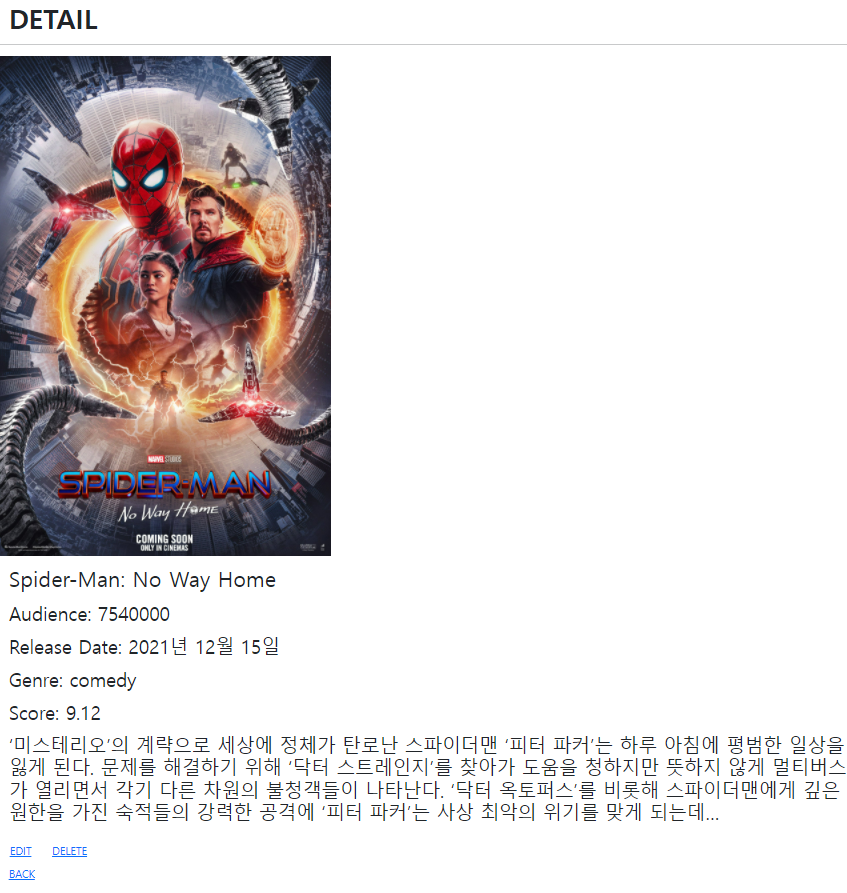 DETAIL
MARVEL STUDIOS
SPIDER-MAN
NO WAY HOME
COMING SOON
ONLY IN CINEMAS
Spider-Man: No Way Home
Audience: 7540000
Release Date: 2021년 12월 15일
Genre: comedy
Score: 9.12
‘미스테리오’의 계략으로 세상에 정체가 탄로난 스파이더맨 ‘피터 파커’는 하루 아침에 평범한 일상을
잃게 된다. 문제를 해결하기 위해 ‘닥터 스트레인지’를 찾아가 도움을 청하지만 뜻하지 않게 멀티버스
가 열리면서 각기 다른 차원의 불청객들이 나타난다. ‘닥터 옥토퍼스’를 비롯해 스파이더맨에게 깊은
원한을 가진 숙적들의 강력한 공격에 ‘피터 파커’는 사상 최악의 위기를 맞게 되는데…
EDIT DELETE
BACK